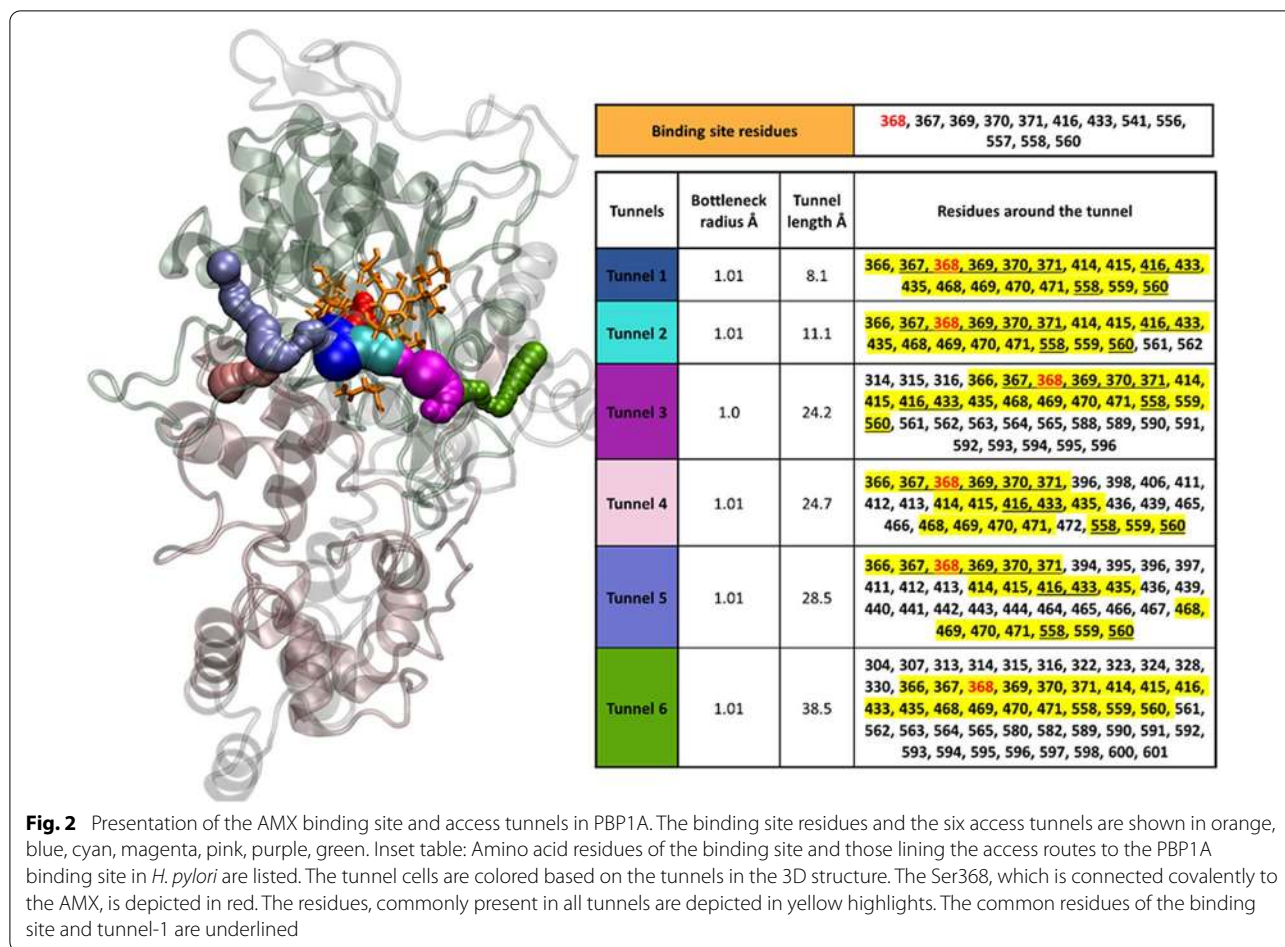 Binding site residues
368, 367, 369, 370, 371, 416, 433, 541, 556,
557, 558, 560
Tunnels
Bottleneck
radius Å
Tunnel
length Å
Residues around the tunnel
Tunnel 1
1.01
8.1
366, 367, 368, 369, 370, 371, 414, 415, 416, 433,
435, 468, 469, 470, 471, 558, 559, 560
Tunnel 2
1.01
11.1
366, 367, 368, 369, 370, 371, 414, 415, 416, 433,
435, 468, 469, 470, 471, 558, 559, 560, 561, 562
Tunnel 3
1.0
24.2
314, 315, 316, 366, 367, 368, 369, 370, 371, 414,
415, 416, 433, 435, 468, 469, 470, 471, 558, 559,
560, 561, 562, 563, 564, 565, 588, 589, 590, 591,
592, 593, 594, 595, 596
Tunnel 4
1.01
24.7
366, 367, 368, 369, 370, 371, 396, 398, 406, 411,
412, 413, 414, 415, 416, 433, 435, 436, 439, 465,
466, 468, 469, 470, 471, 472, 558, 559, 560
Tunnel 5
1.01
28.5
366, 367, 368, 369, 370, 371, 394, 395, 396, 397,
411, 412, 413, 414, 415, 416, 433, 435, 436, 439,
440, 441, 442, 443, 444, 464, 465, 466, 467, 468,
469, 470, 471, 558, 559, 560
Tunnel 6
1.01
38.5
304, 307, 313, 314, 315, 316, 322, 323, 324, 328,
330, 366, 367, 368, 369, 370, 371, 414, 415, 416,
433, 435, 468, 469, 470, 471, 558, 559, 560, 561,
562, 563, 564, 565, 580, 582, 589, 590, 591, 592,
593, 594, 595, 596, 597, 598, 600, 601
Fig. 2 Presentation of the AMX binding site and access tunnels in PBP1A. The binding site residues and the six access tunnels are shown in orange,
blue, cyan, magenta, pink, purple, green. Inset table: Amino acid residues of the binding site and those lining the access routes to the PBP1A
binding site in H. pylori are listed. The tunnel cells are colored based on the tunnels in the 3D structure. The Ser368, which is connected covalently to
the AMX, is depicted in red. The residues, commonly present in all tunnels are depicted in yellow highlights. The common residues of the binding
site and tunnel-1 are underlined